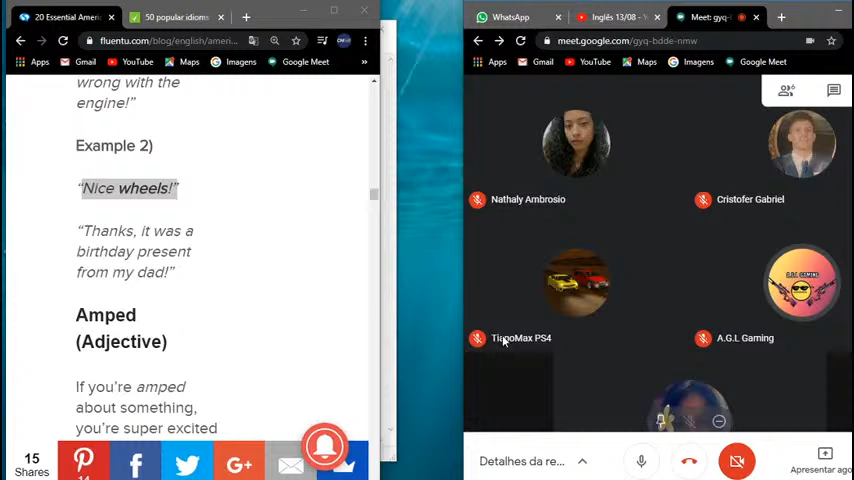 20 Essential Amer
50 popular idioms
fluentu.com/blog/english/ameri...
Apps
Gmail
YouTube
Maps
Imagens
Google Meet
»
wrong with the
engine!”
Example 2)
“Nice wheels!”
“Thanks, it was a
birthday present
from my dad!”
Amped
(Adjective)
If you’re amped
about something,
you’re super excited
15
Shares
14
WhatsApp
Inglês 13/08 -
Meet: gyq-
meet.google.com/gyq-bdde-nmw
Apps
Gmail
YouTube
Maps
Imagens
Google Meet
Nathaly Ambrosio
Cristofer Gabriel
TiagoMax PS4
A.G.L GAMING
A.G.L Gaming
Detalhes da re...
Apresentar ago